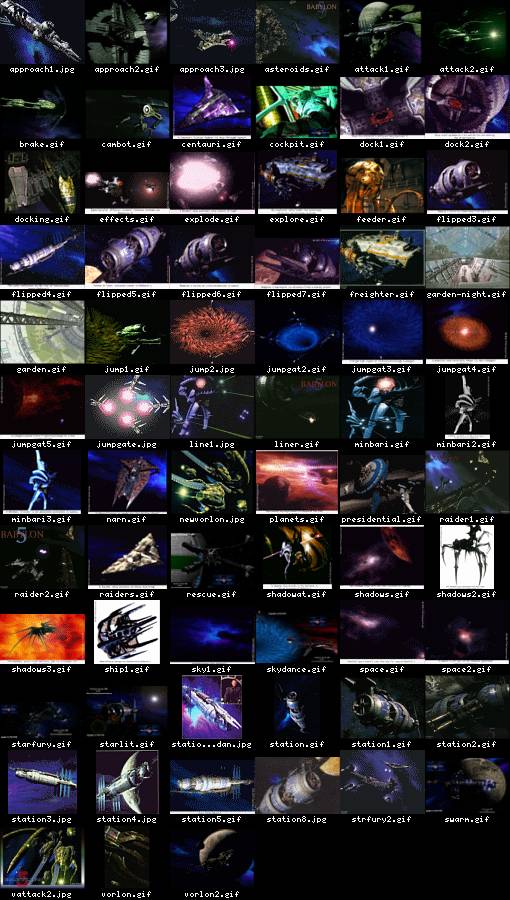 BABYLON
approach1.jpg approach2.gif approach3.jpg asteroids.gif attack1.gif attack2.gif
brake.gif cambot.gif centauri.gif cockpit.gif dock1.gif dock2.gif
docking.gif effects.gif explode.gif explore.gif feeder.gif flipped3.gif
flipped4.gif flipped5.gif flipped6.gif flipped7.gif freighter.gif garden-night.gif
garden.gif jump1.gif jump2.jpg jumpgat2.gif jumpgat3.gif jumpgat4.gif
BABYLON
jumpgat5.gif jumpgate.jpg line1.jpg liner.gif minbari.gif minbari2.gif
minbari3.gif narn.gif newvorlon.jpg planets.gif presidential.gif raider1.gif
BABYLON
5
raider2.gif raiders.gif rescue.gif shadowat.gif shadows.gif shadows2.gif
shadows3.gif ship1.gif sky1.gif skydance.gif space.gif space2.gif
starfury.gif starlit.gif statio...dan.jpg station.gif station1.gif station2.gif
station3.jpg station4.jpg station5.gif station8.jpg strfury2.gif swarm.gif
vattack2.jpg vorlon.jpg vorlon2.gif